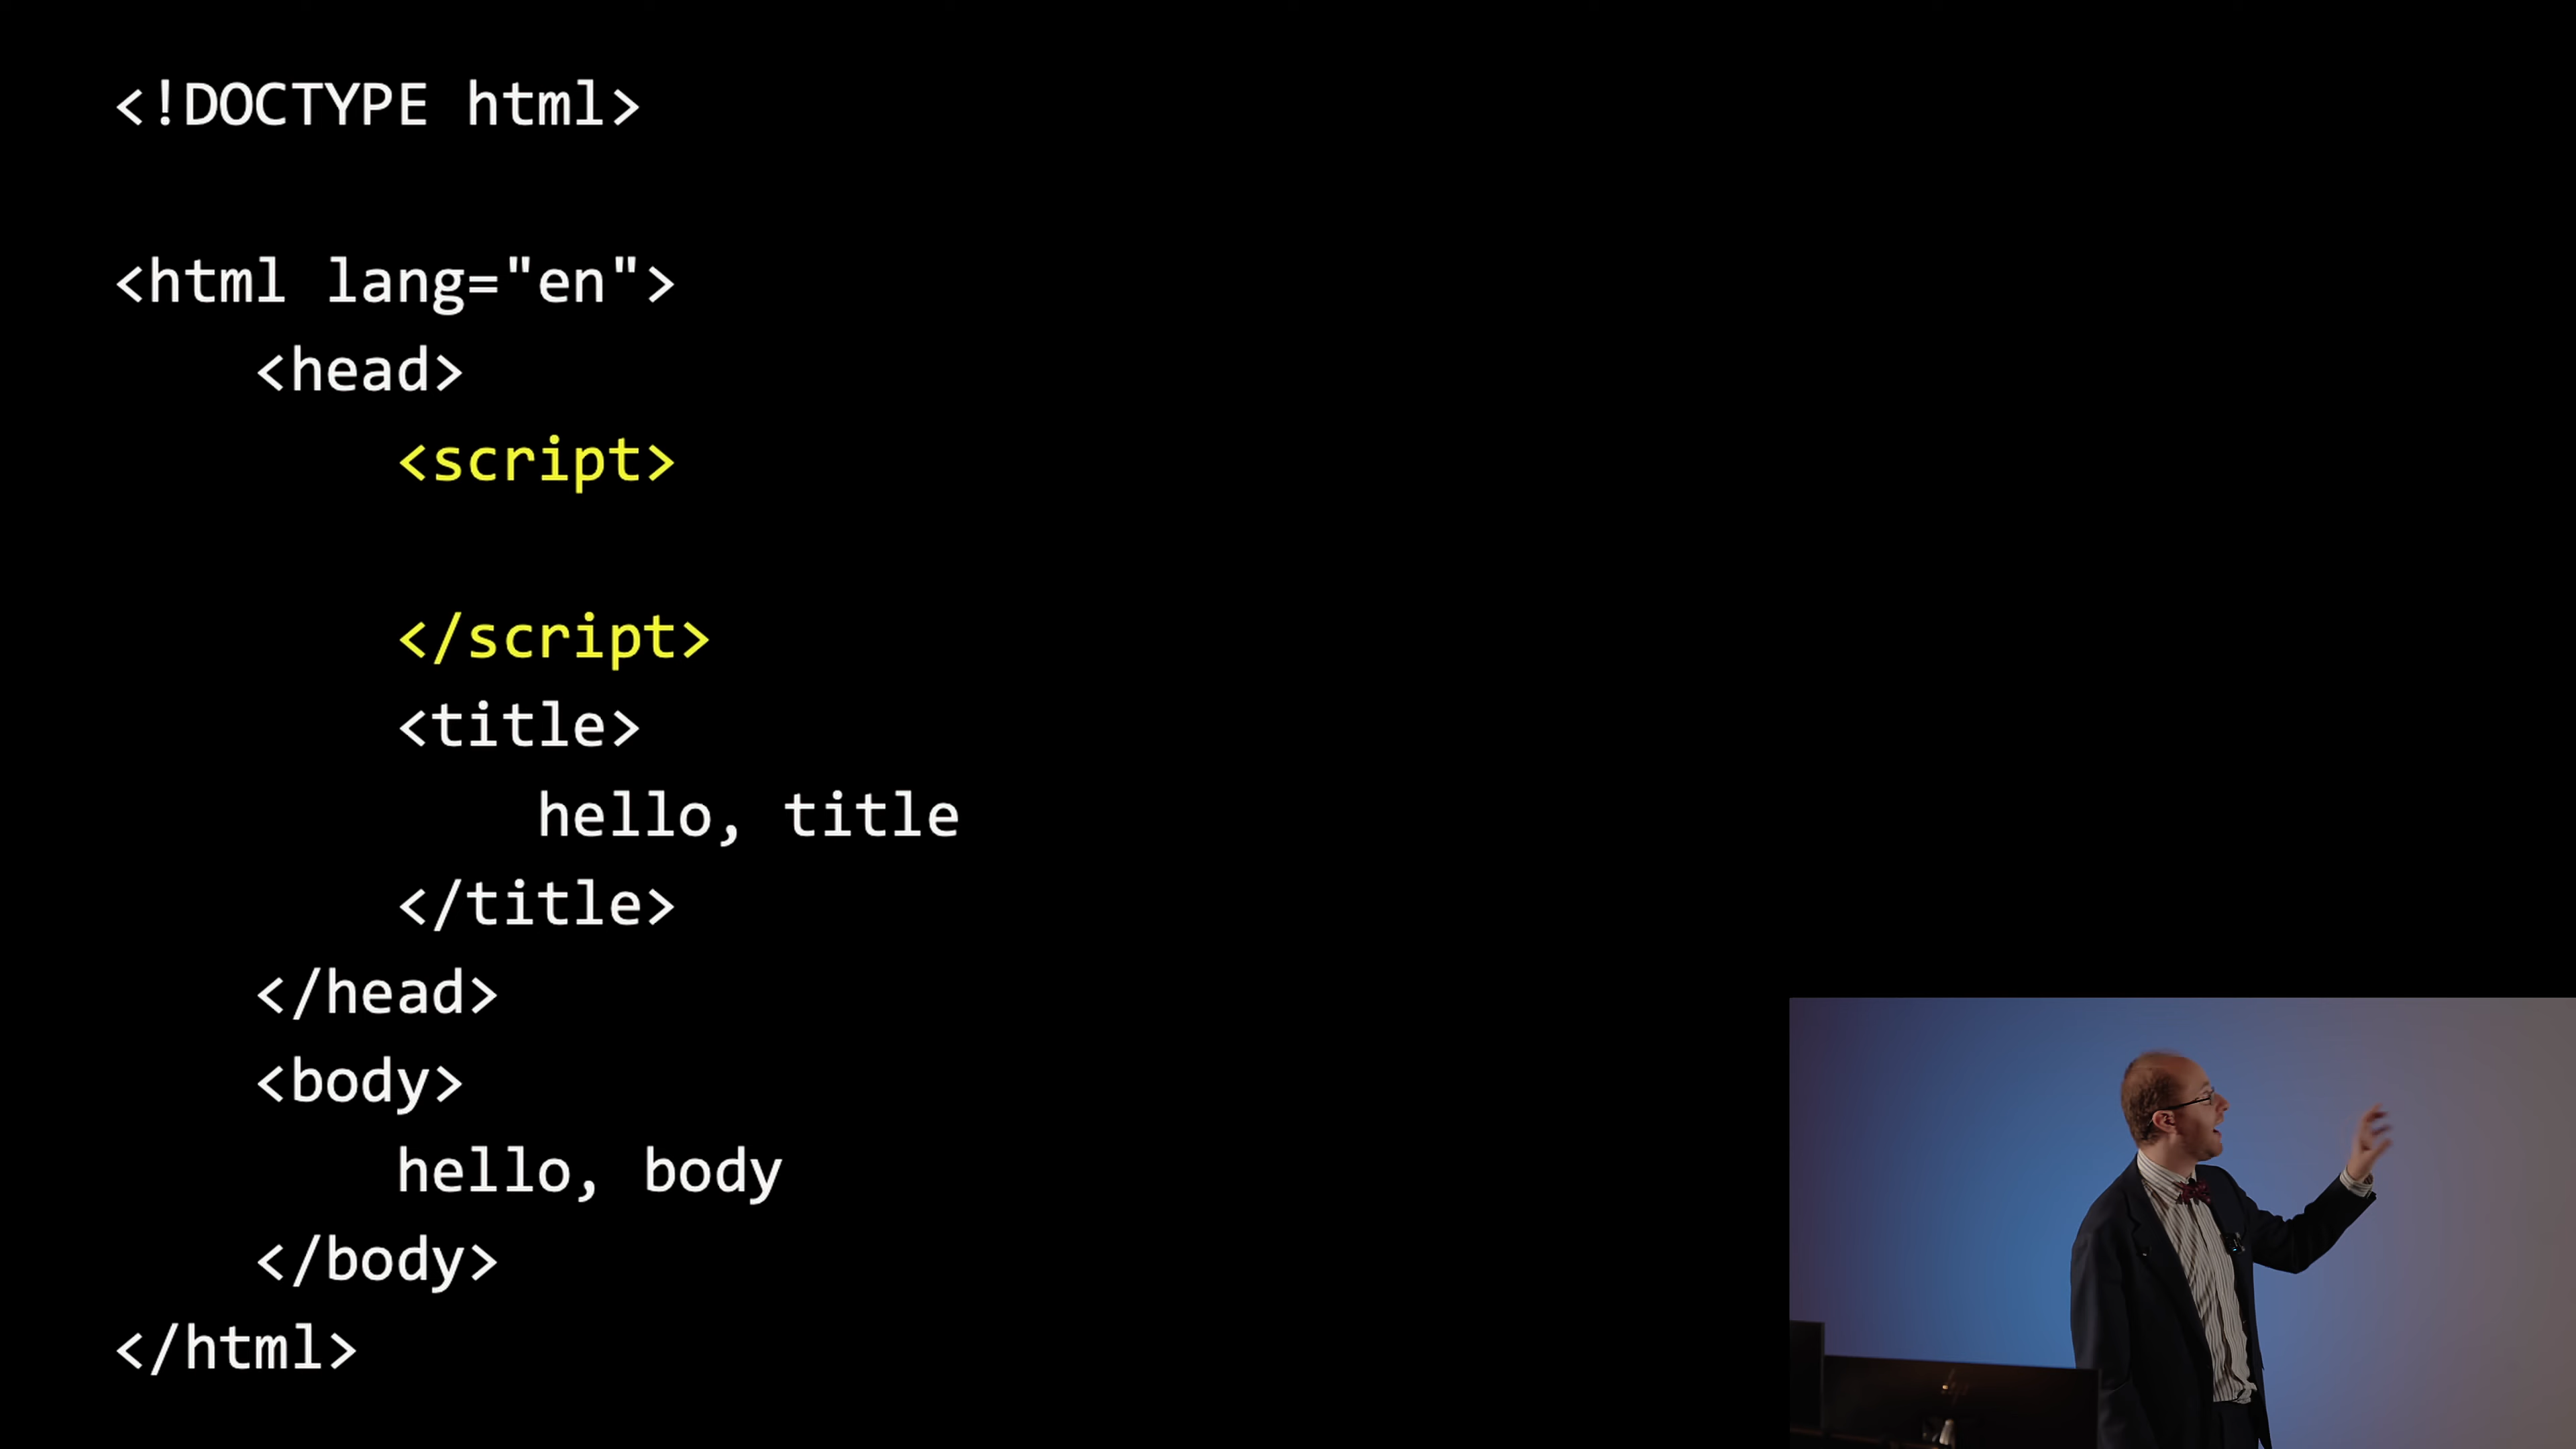 <!DOCTYPE html>
<html lang="en">
<head>
<script>
</script>
<title>
hello, title
</title>
</head>
<body>
hello, body
</body>
</html>